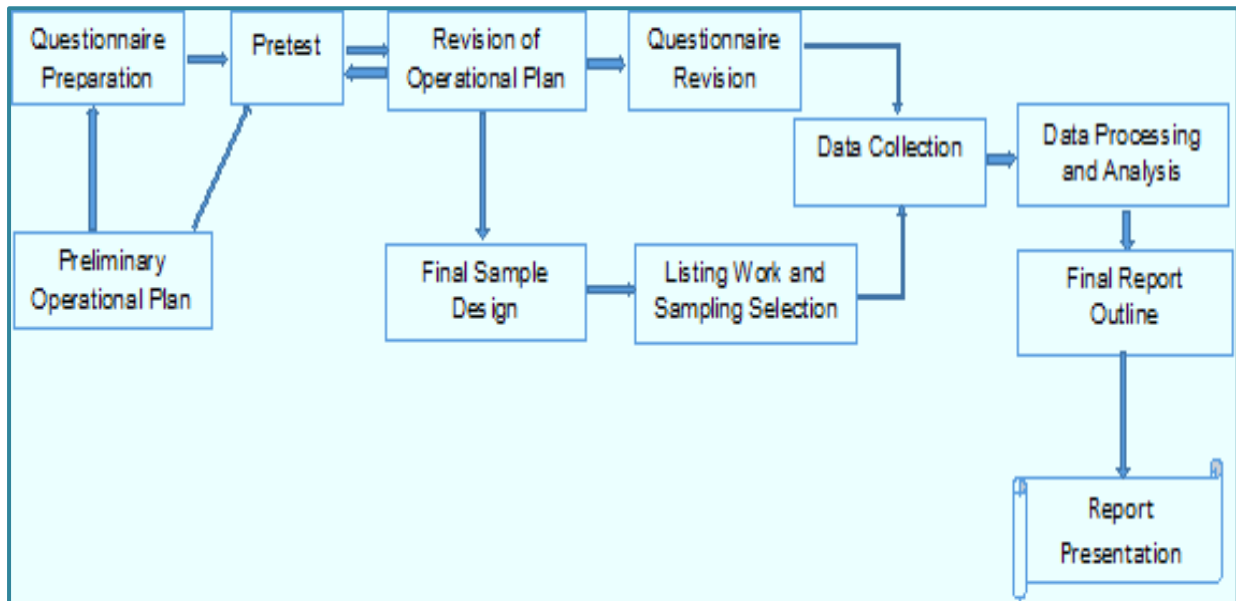 Questionnaire
Preparation
Pretest
Revision of
Operational Plan
Questionnaire
Revision
Data Collection
Data Processing
and Analysis
Preliminary
Operational Plan
Final Sample
Design
Listing Work and
Sampling Selection
Final Report
Outline
Report
Presentation